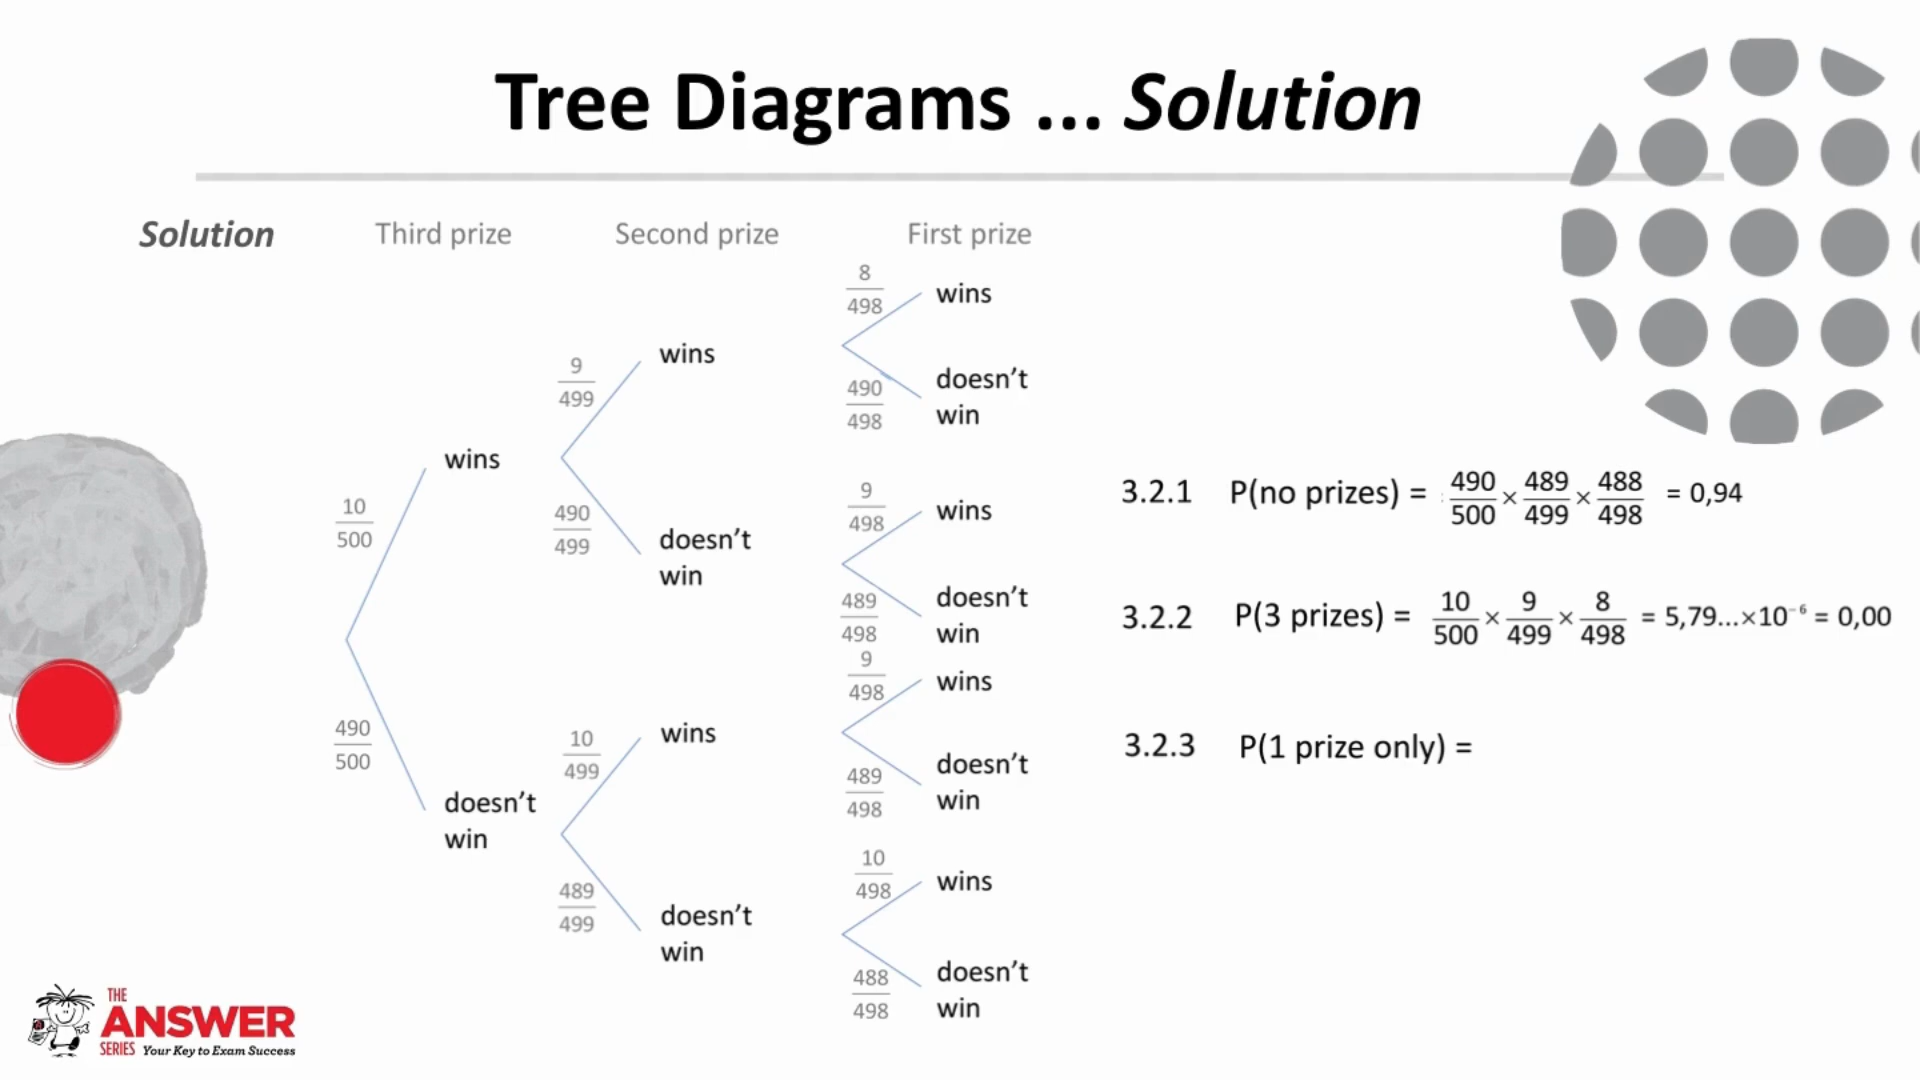 Tree Diagrams ... Solution
Solution
Third prize
Second prize
First prize
10/500
wins
490/500
doesn't
win
9/499
wins
490/499
doesn't
win
10/499
wins
489/499
doesn't
win
8/498
wins
490/498
doesn't
win
9/498
wins
489/498
doesn't
win
9/498
wins
489/498
doesn't
win
10/498
wins
488/498
doesn't
win
3.2.1 P(no prizes) = 490/500 × 489/499 × 488/498 = 0,94
3.2.2 P(3 prizes) = 10/500 × 9/499 × 8/498 = 5,79...×10⁻⁶ = 0,00
3.2.3 P(1 prize only) =
THE
ANSWER
SERIES Your Key to Exam Success